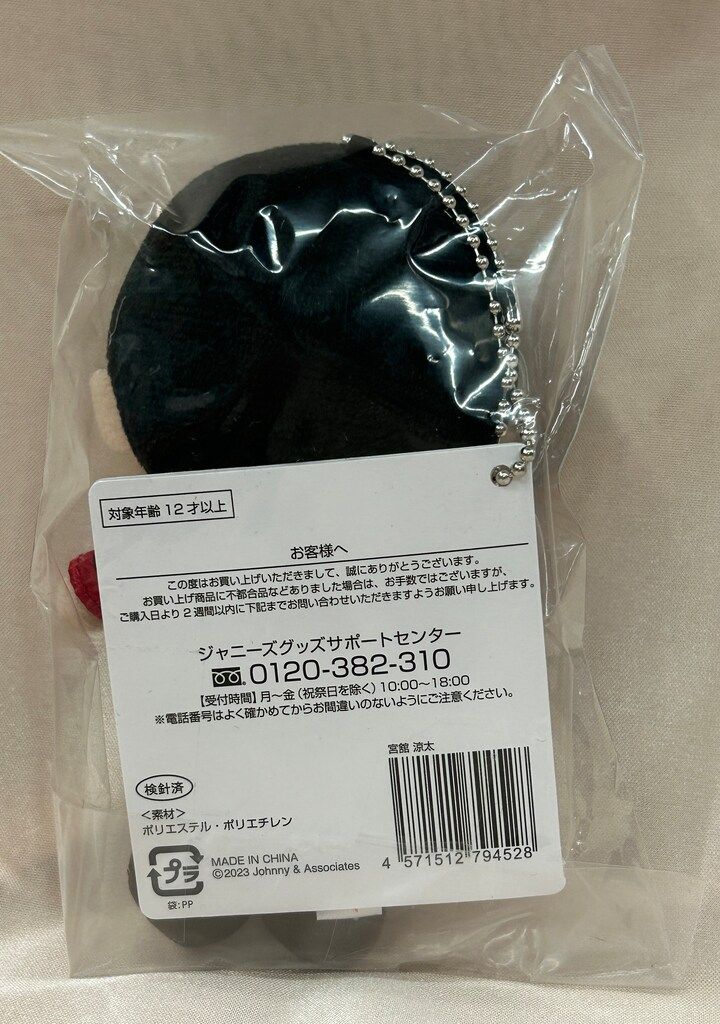 対象年齢 12 才以上
お客様へ
この度はお買い上げいただきまして、誠にありがとうございます。
お買い上げ商品に不都合品などありました場合は、お手数ではございますが、
ご購入日より 2 週間以内に下記までお問い合わせいただきますようお願い申し上げます。
ジャニーズグッズサポートセンター
0120-382-310
【受付時間】月〜金(祝祭日を除く)10:00〜18:00
※電話番号はよく確かめてからお間違いのないようにご注意ください。
宮舘 涼太
検針済
＜素材＞
ポリエステル・ポリエチレン
4 571512 794528
プラ
MADE IN CHINA
©2023 Johnny & Associates
袋:PP